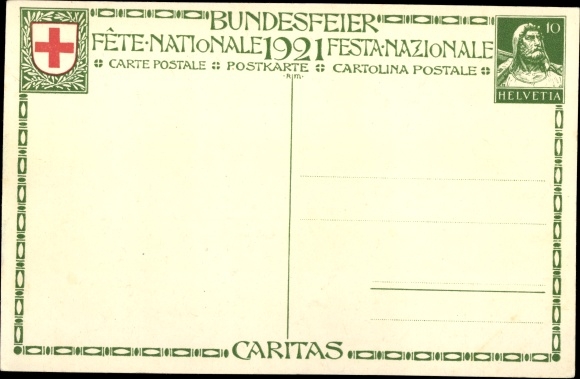 BUNDESFEIER
FÊTE·NATIONALE 1921 FESTA·NAZIONALE
CARTE POSTALE POSTKARTE CARTOLINA POSTALE
·R·M·
10
HELVETIA
CARITAS